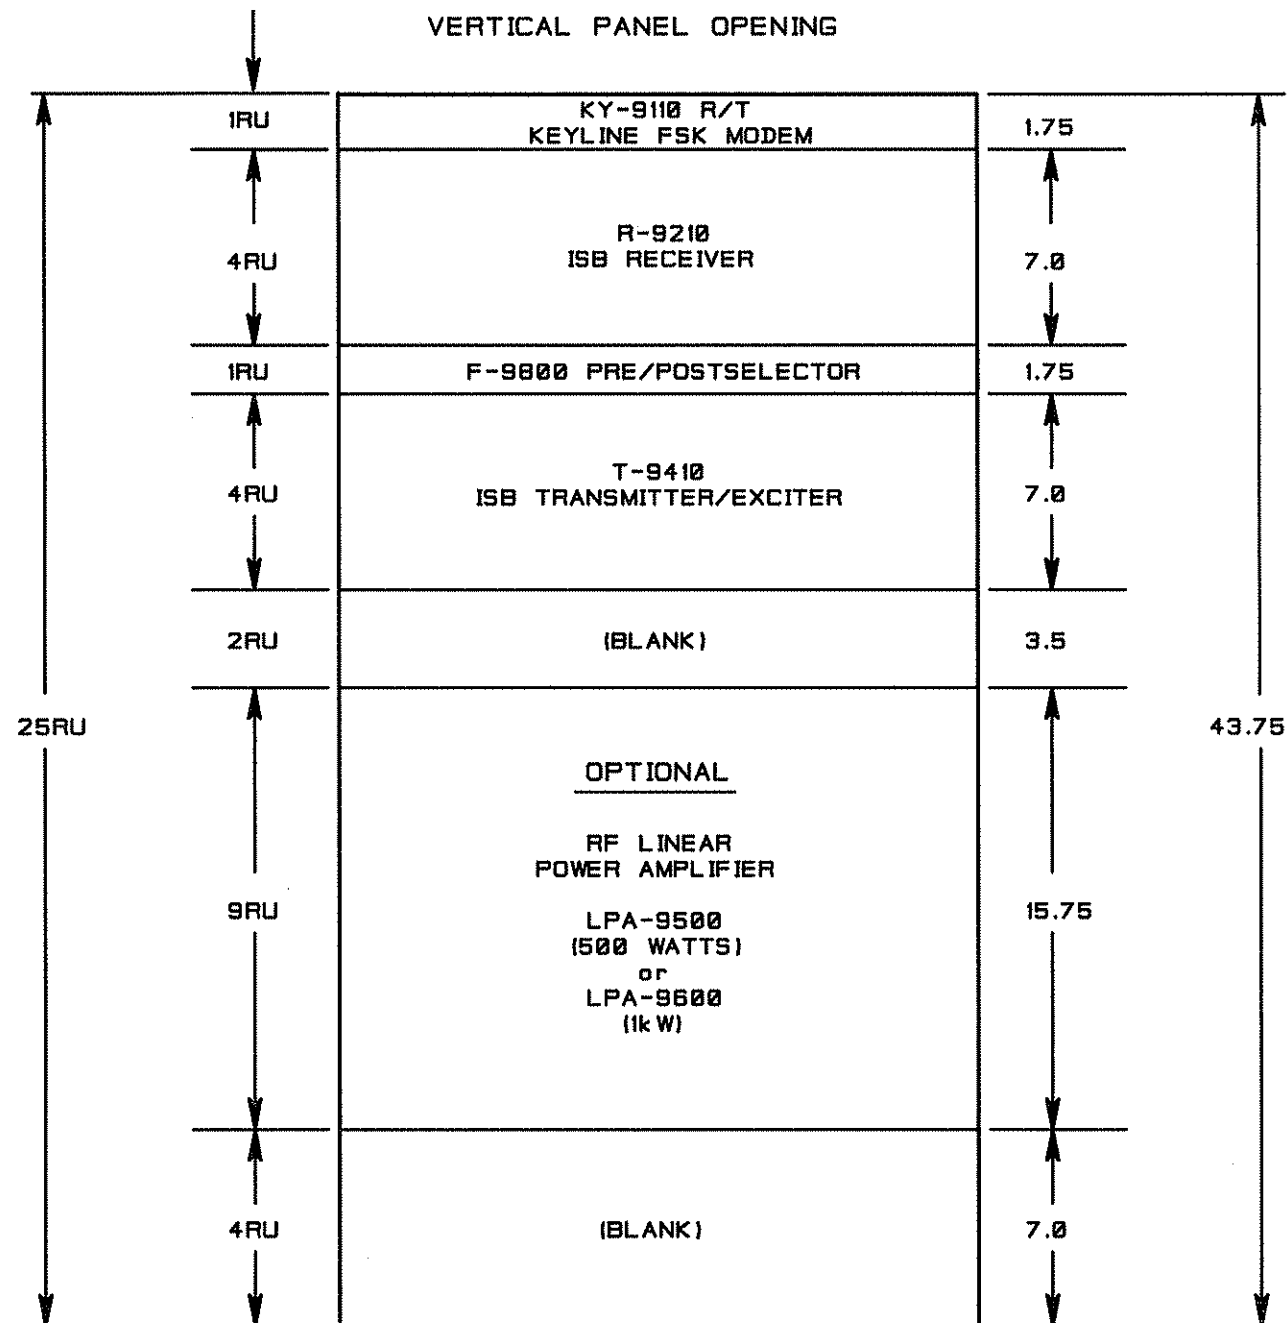 VERTICAL PANEL OPENING
1RU
KY-9110 R/T
KEYLINE FSK MODEM
1.75
4RU
R-9210
ISB RECEIVER
7.0
1RU
F-9800 PRE/POSTSELECTOR
1.75
4RU
T-9410
ISB TRANSMITTER/EXCITER
7.0
2RU
(BLANK)
3.5
25RU
43.75
OPTIONAL
RF LINEAR
POWER AMPLIFIER
9RU
LPA-9500
(500 WATTS)
or
LPA-9600
(1kW)
15.75
4RU
(BLANK)
7.0